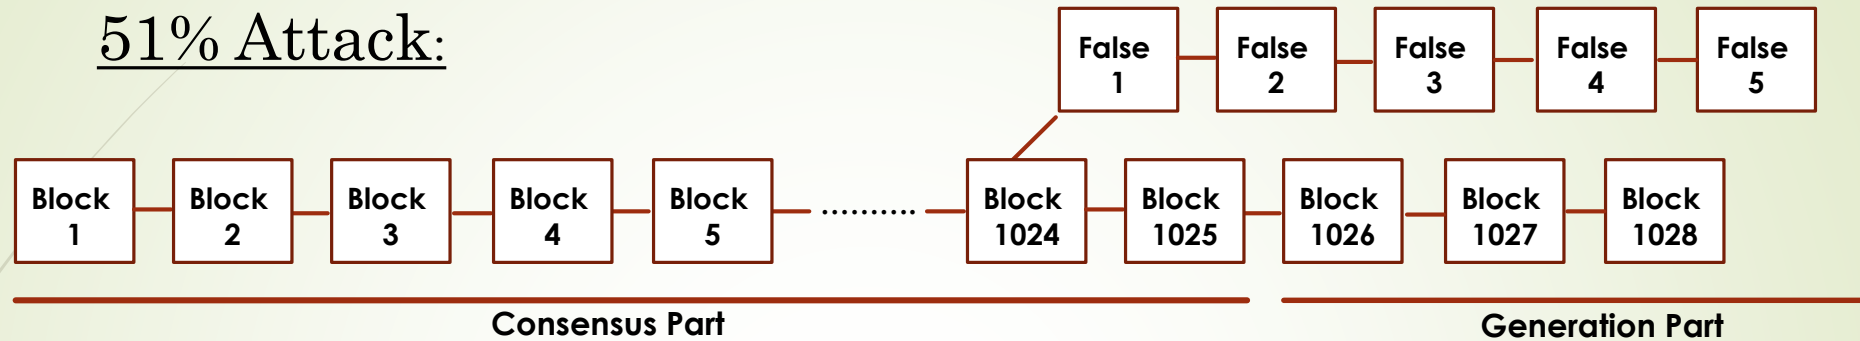 51% Attack:
False
1
False
2
False
3
False
4
False
5
Block
1
Block
2
Block
3
Block
4
Block
5
..........
Block
1024
Block
1025
Block
1026
Block
1027
Block
1028
Consensus Part
Generation Part